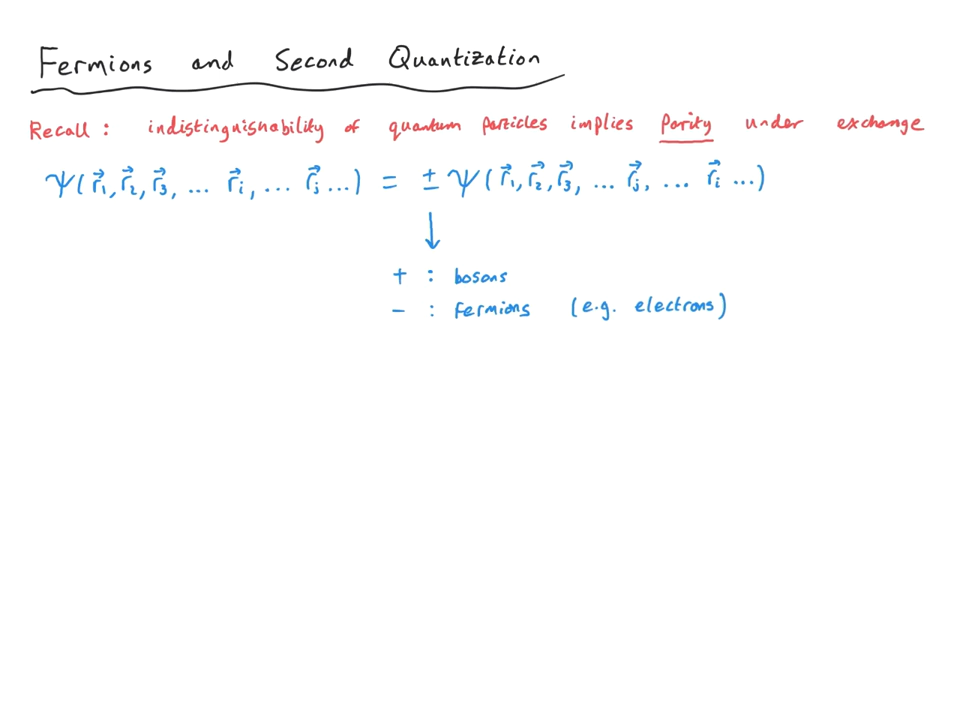 Fermions and Second Quantization
Recall : indistinguishability of quantum particles implies parity under exchange
Ψ( r⃗₁, r⃗₂, r⃗₃, ... r⃗ᵢ, ... r⃗ⱼ ...) = ± Ψ( r⃗₁, r⃗₂, r⃗₃, ... r⃗ⱼ, ... r⃗ᵢ ...)
↓
+ : bosons
− : fermions (e.g. electrons)